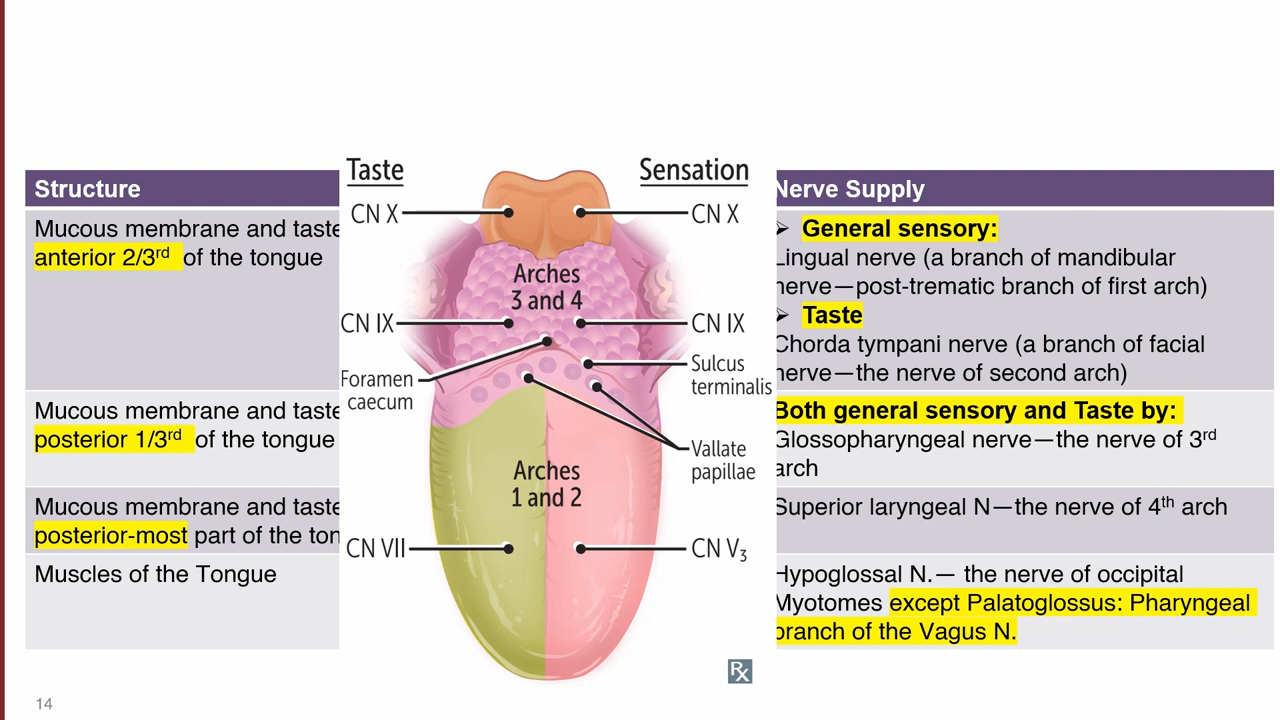 Structure
Mucous membrane and taste
anterior 2/3rd of the tongue
Mucous membrane and taste
posterior 1/3rd of the tongue
Mucous membrane and taste
posterior-most part of the ton
Muscles of the Tongue
Taste
Sensation
CN X
CN X
Arches
3 and 4
CN IX
CN IX
Foramen
caecum
Sulcus
terminalis
Vallate
papillae
Arches
1 and 2
CN VII
CN V3
Rx
Nerve Supply
➢ General sensory:
Lingual nerve (a branch of mandibular
nerve—post-trematic branch of first arch)
➢ Taste
Chorda tympani nerve (a branch of facial
nerve—the nerve of second arch)
Both general sensory and Taste by:
Glossopharyngeal nerve—the nerve of 3rd
arch
Superior laryngeal N—the nerve of 4th arch
Hypoglossal N.— the nerve of occipital
Myotomes except Palatoglossus: Pharyngeal
branch of the Vagus N.
14